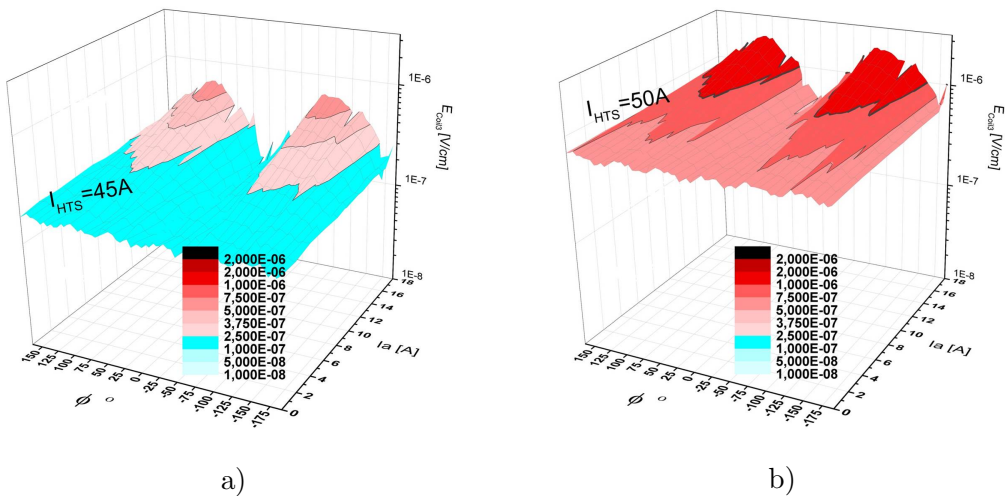 1E-6
E_Coil3 [V/cm]
I_HTS=45A
1E-7
1E-8
2,000E-06
2,000E-06
1,000E-06
7,500E-07
5,000E-07
3,750E-07
2,500E-07
1,000E-07
5,000E-08
1,000E-08
18
16
14
12
10
8
6
4
2
0
Ia [A]
150
125
100
75
50
25
0
-25
-50
-75
-100
-125
-150
-175
ϕ °
a)
1E-6
E_Coil3 [V/cm]
I_HTS=50A
1E-7
1E-8
2,000E-06
2,000E-06
1,000E-06
7,500E-07
5,000E-07
3,750E-07
2,500E-07
1,000E-07
5,000E-08
1,000E-08
18
16
14
12
10
8
6
4
2
0
Ia [A]
150
125
100
75
50
25
0
-25
-50
-75
-100
-125
-150
-175
ϕ °
b)